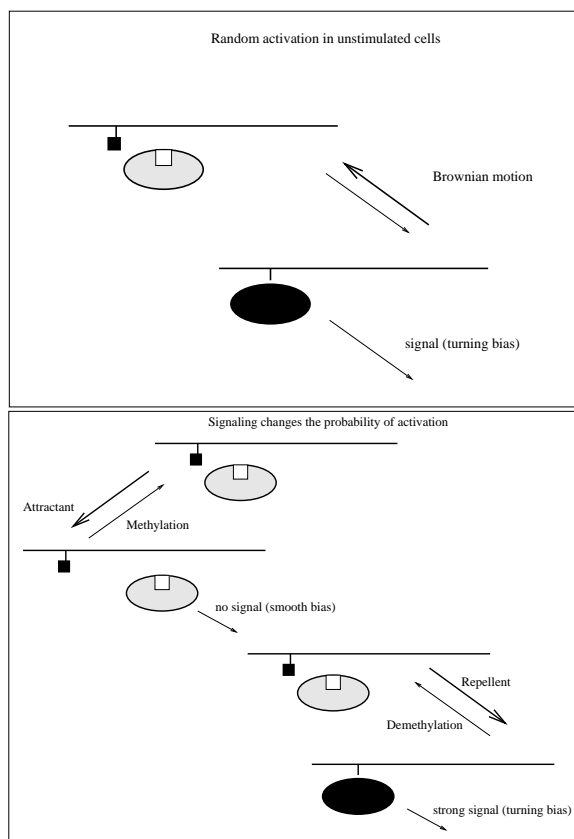 Random activation in unstimulated cells
Brownian motion
signal (turning bias)
Signaling changes the probability of activation
Attractant
Methylation
no signal (smooth bias)
Repellent
Demethylation
strong signal (turning bias)